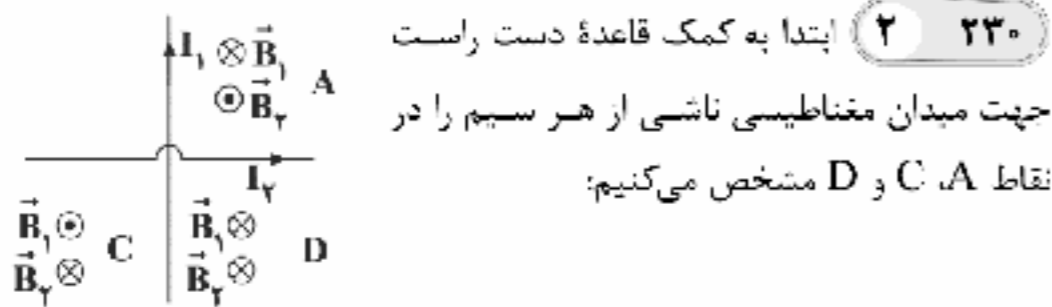 ۲۳۰ ۲ ابتدا به کمک قاعدهٔ دست راست
جهت میدان مغناطیسی ناشی از هر سیم را در
نقاط A، C و D مشخص می‌کنیم:
I₁ ⊗ B⃗₁ A
⊙ B⃗₂
I₂
B⃗₁ ⊙ C B⃗₁ ⊗ D
B⃗₂ ⊗ B⃗₂ ⊗